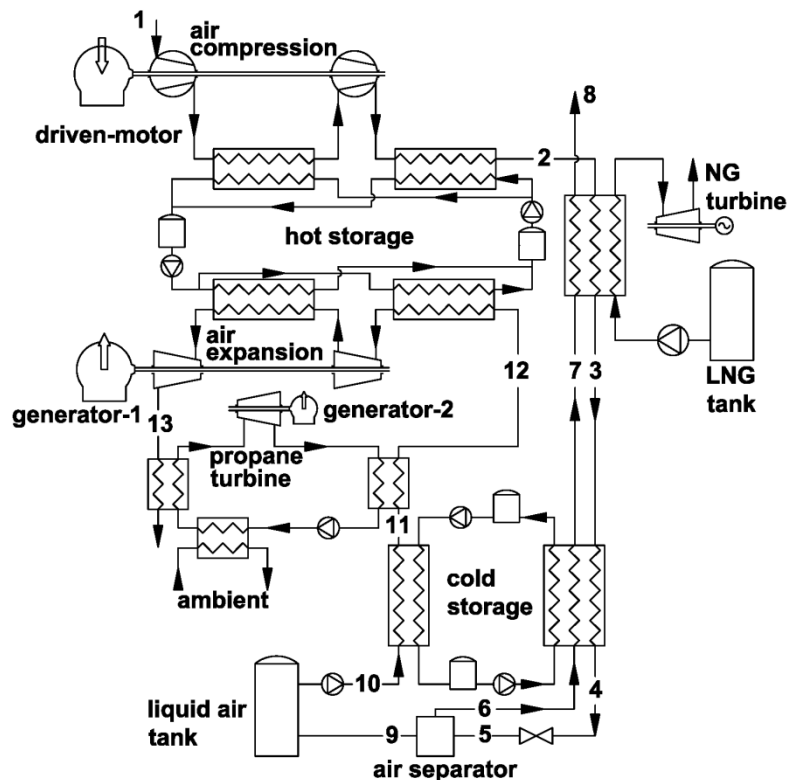 1
air
compression
driven-motor
2
8
NG
turbine
hot storage
air
expansion
generator-1
13
generator-2
propane
turbine
12
7
3
LNG
tank
11
ambient
cold
storage
10
liquid air
tank
9
6
5
4
air separator